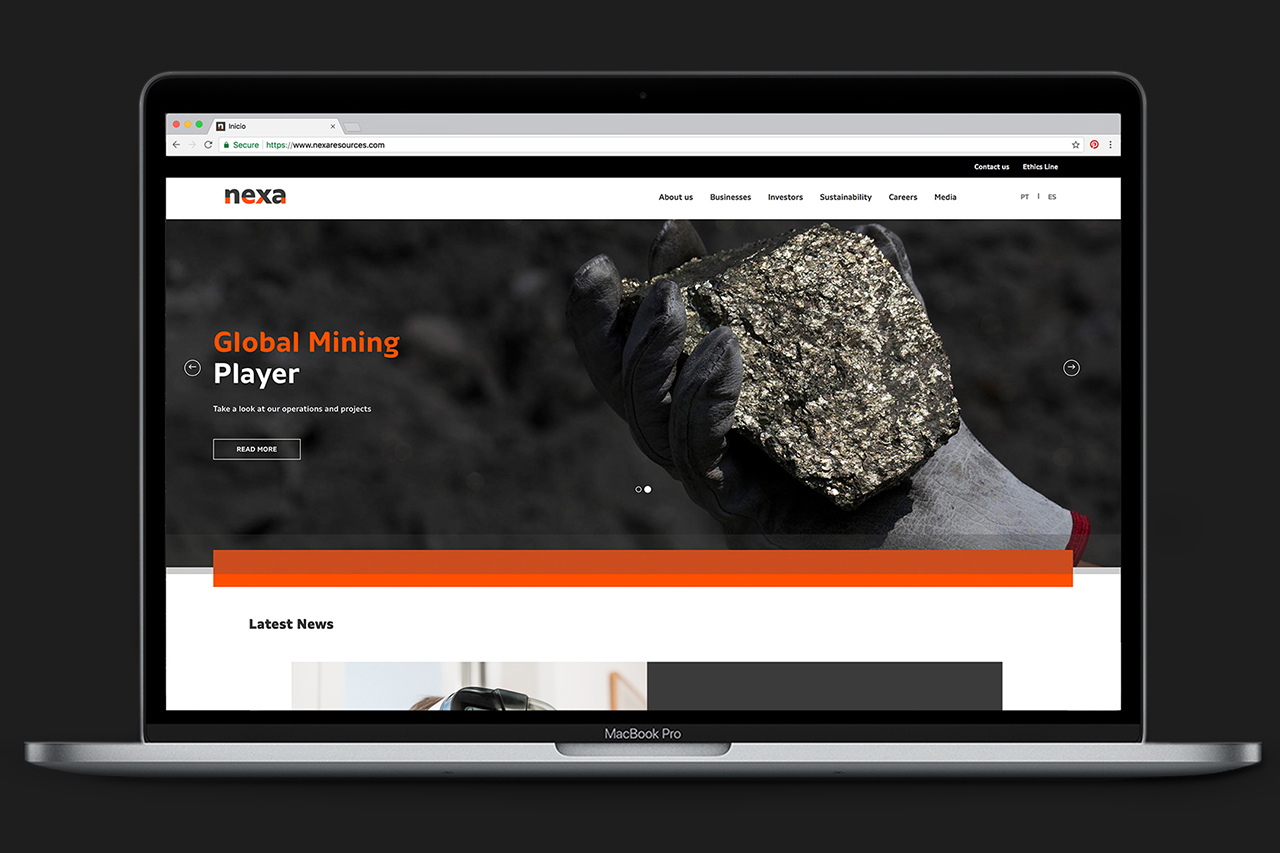 Inicio
Secure https://www.nexaresources.com
Contact us Ethics Line
nexa
About us Businesses Investors Sustainability Careers Media PT | ES
Global Mining
Player
Take a look at our operations and projects
READ MORE
Latest News
MacBook Pro